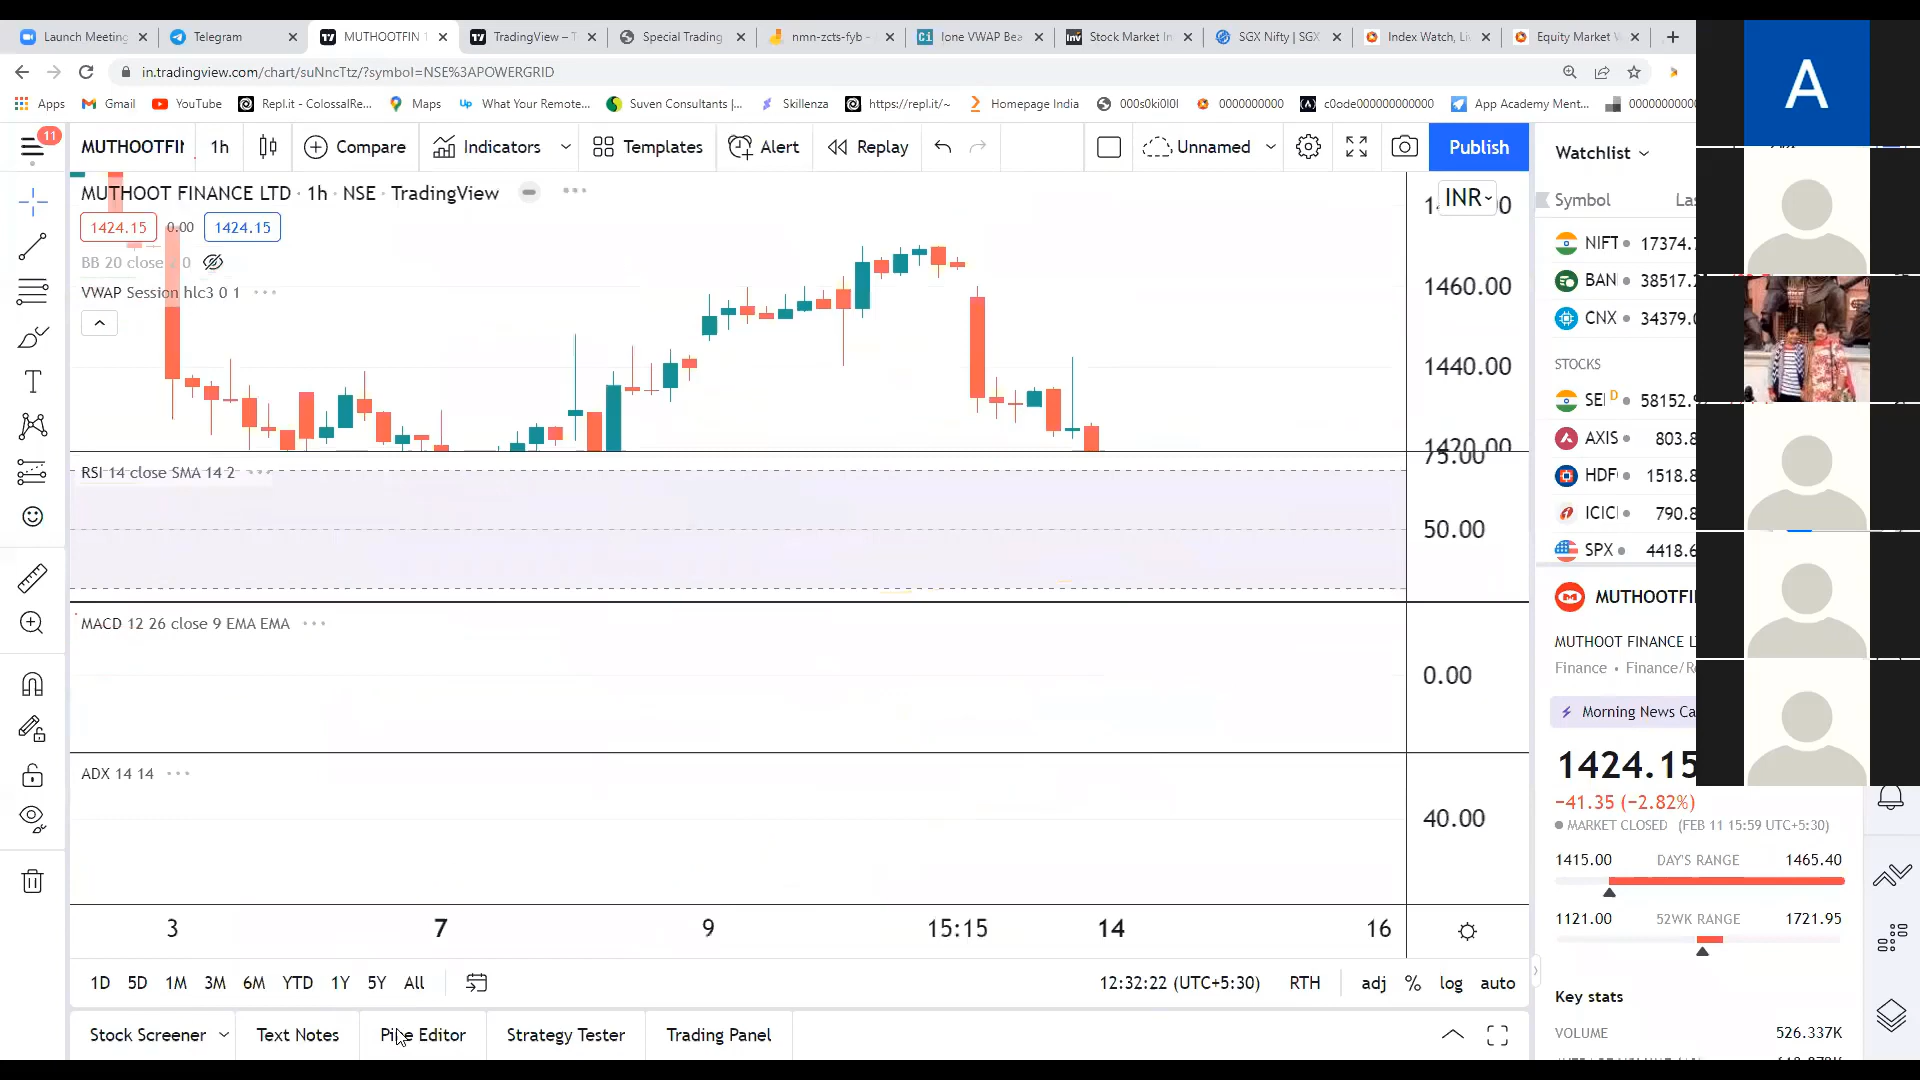 Launch Meeting
Telegram
MUTHOOTFIN
TradingView – T
Special Trading
nmn-zcts-fyb -
lone VWAP Bea
Stock Market In
SGX Nifty | SGX
Index Watch, Li
Equity Market W
in.tradingview.com/chart/suNncTtz/?symbol=NSE%3APOWERGRID
Apps
Gmail
YouTube
Repl.it - ColossalRe...
Maps
Up What Your Remote...
Suven Consultants |...
Skillenza
https://repl.it/~
Homepage India
000s0ki0l0l
0000000000
c0ode000000000000
App Academy Ment...
11
MUTHOOTFIN
1h
Compare
Indicators
Templates
Alert
Replay
Unnamed
Publish
MUTHOOT FINANCE LTD · 1h · NSE · TradingView
1424.15 0.00 1424.15
BB 20 close 0
VWAP Session hlc3 0 1
INR
1460.00
1440.00
1420.00
RSI 14 close SMA 14 2
75.00
50.00
MACD 12 26 close 9 EMA EMA
0.00
ADX 14 14
40.00
3 7 9 15:15 14 16
1D 5D 1M 3M 6M YTD 1Y 5Y All
12:32:22 (UTC+5:30) RTH adj % log auto
Stock Screener
Text Notes
Pine Editor
Strategy Tester
Trading Panel
Watchlist
Symbol Las
NIFT 17374.7
BAN 38517.
CNX 34379.0
STOCKS
SEI D 58152.
AXIS 803.8
HDF 1518.8
ICIC 790.8
SPX 4418.6
MUTHOOTFI
MUTHOOT FINANCE L
Finance • Finance/R
Morning News Ca
1424.15
−41.35 (−2.82%)
MARKET CLOSED (FEB 11 15:59 UTC+5:30)
1415.00 DAY'S RANGE 1465.40
1121.00 52WK RANGE 1721.95
Key stats
VOLUME 526.337K
A